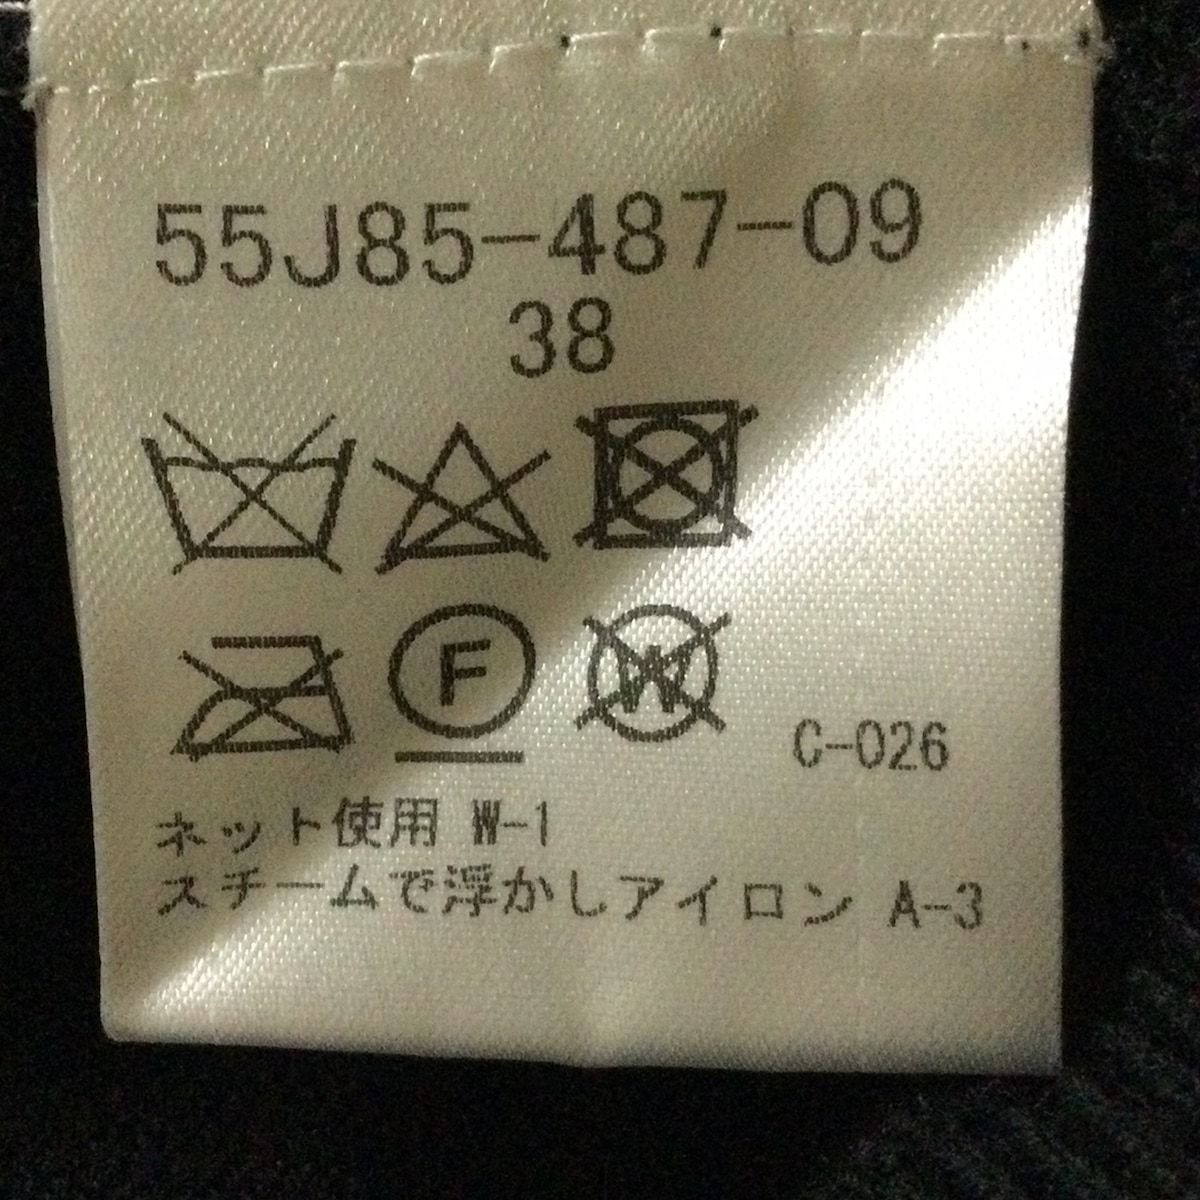 55J85-487-09
38
F W
C-026
ネット使用 W-1
スチームで浮かしアイロン A-3